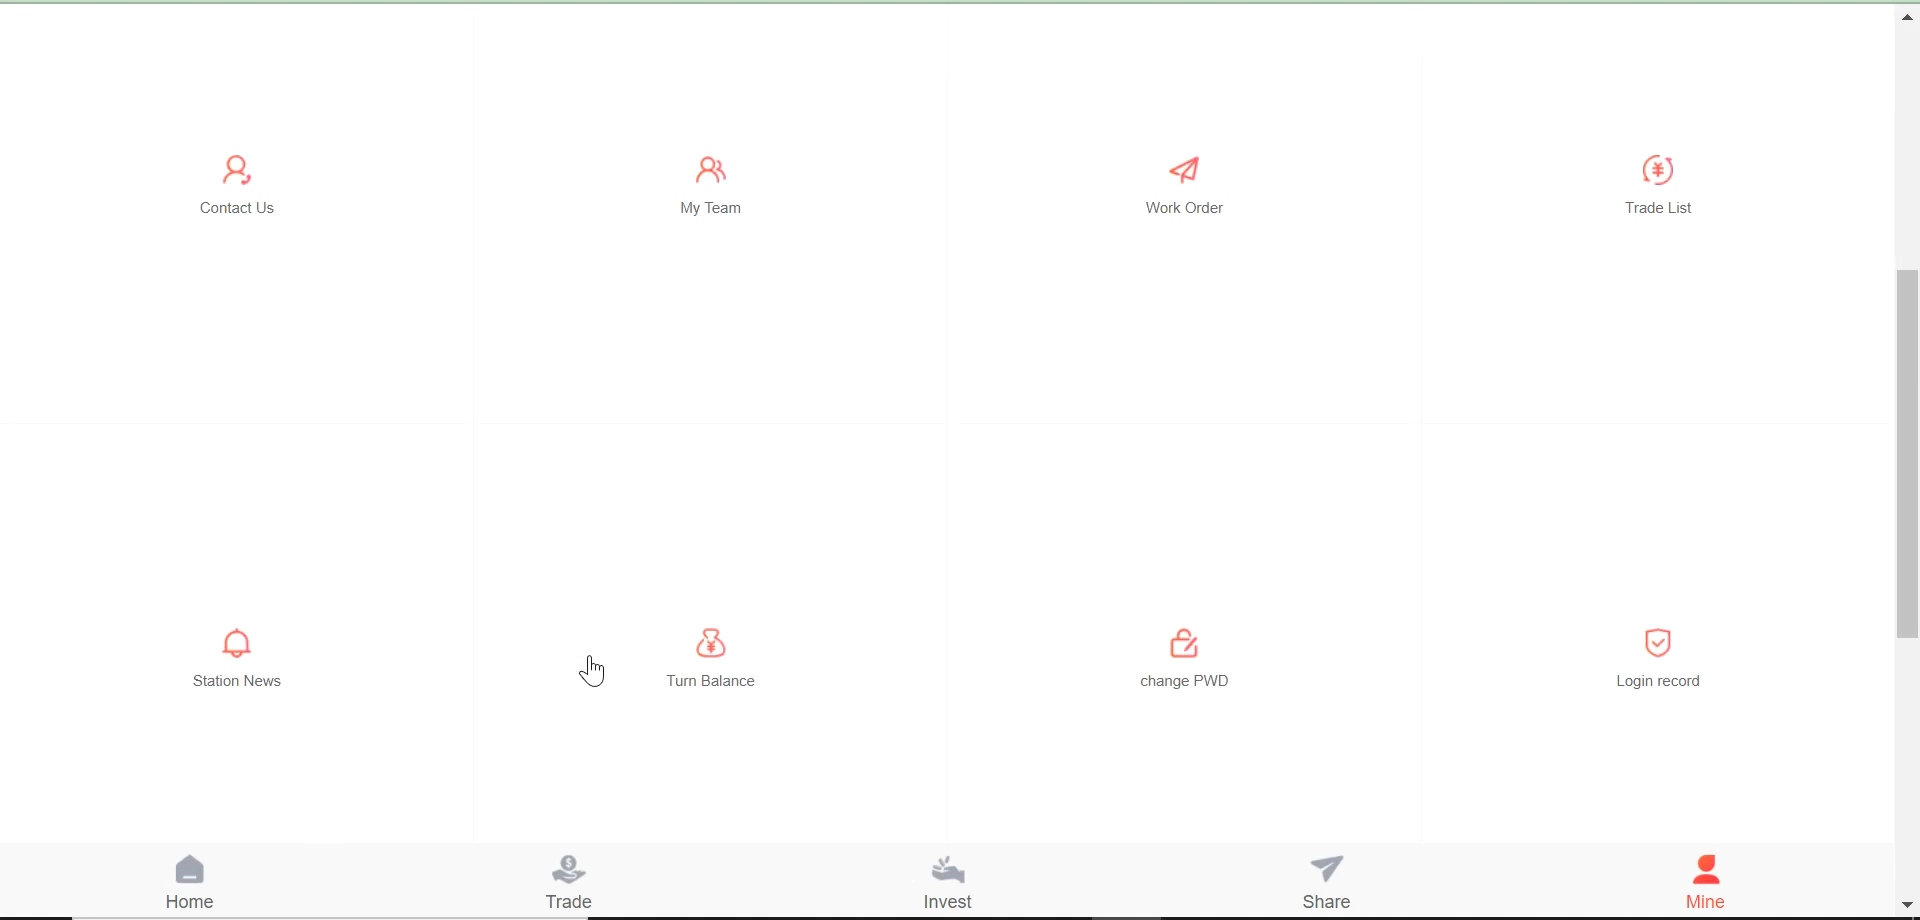 Contact Us
My Team
Work Order
Trade List
Station News
Turn Balance
change PWD
Login record
Home
Trade
Invest
Share
Mine